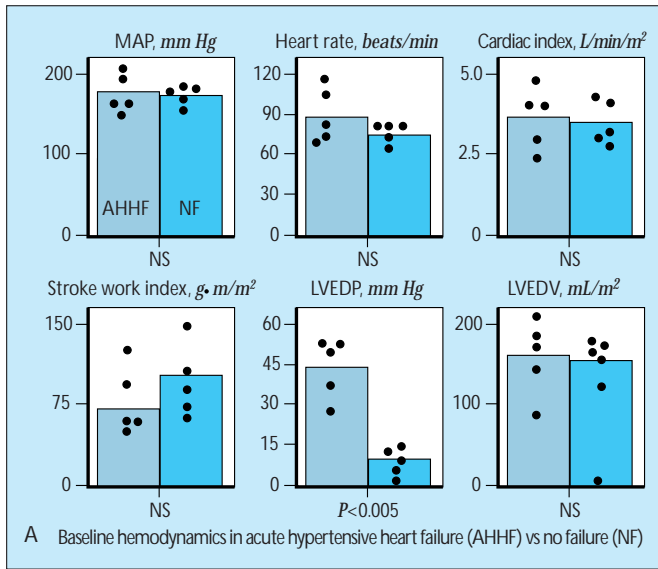 MAP, mm Hg
Heart rate, beats/min
Cardiac index, L/min/m²
200
100
0
AHHF
NF
120
90
60
30
0
5.0
2.5
0
NS
NS
NS
Stroke work index, g•m/m²
LVEDP, mm Hg
LVEDV, mL/m²
150
75
0
60
45
15
30
0
200
100
0
NS
P<0.005
NS
A Baseline hemodynamics in acute hypertensive heart failure (AHHF) vs no failure (NF)